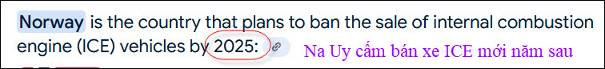 Norway is the country that plans to ban the sale of internal combustion
engine (ICE) vehicles by 2025: Na Uy cấm bán xe ICE mới năm sau